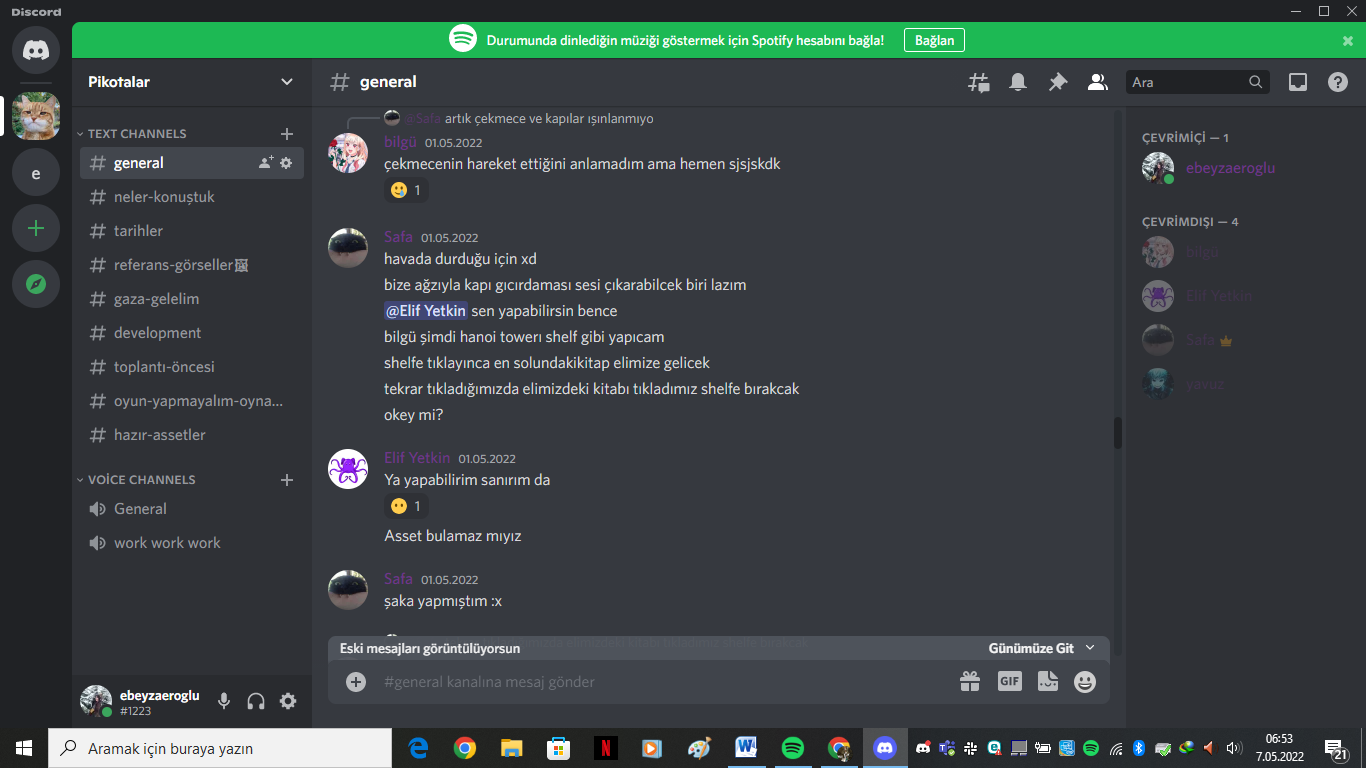 Discord
Durumunda dinlediğin müziği göstermek için Spotify hesabını bağla!
Bağlan
Pikotalar
general
Ara
TEXT CHANNELS
general
neler-konuştuk
tarihler
referans-görseller
gaza-gelelim
development
toplantı-öncesi
oyun-yapmayalım-oyna...
hazır-assetler
VOİCE CHANNELS
General
work work work
ebeyzaeroglu
#1223
@Safa artık çekmece ve kapılar ışınlanmıyo
bilgü 01.05.2022
çekmecenin hareket ettiğini anlamadım ama hemen sjsjskdk
1
Safa 01.05.2022
havada durduğu için xd
bize ağzıyla kapı gıcırdaması sesi çıkarabilcek biri lazım
@Elif Yetkin sen yapabilirsin bence
bilgü şimdi hanoi towerı shelf gibi yapıcam
shelfe tıklayınca en solundakikitap elimize gelicek
tekrar tıkladığımızda elimizdeki kitabı tıkladımız shelfe bırakcak
okey mi?
Elif Yetkin 01.05.2022
Ya yapabilirim sanırım da
1
Asset bulamaz mıyız
Safa 01.05.2022
şaka yapmıştım :x
Eski mesajları görüntülüyorsun
Günümüze Git
#general kanalına mesaj gönder
GIF
ÇEVRİMİÇİ — 1
ebeyzaeroglu
ÇEVRİMDIŞI — 4
bilgü
Elif Yetkin
Safa
yavuz
e
Aramak için buraya yazın
06:53
7.05.2022
21